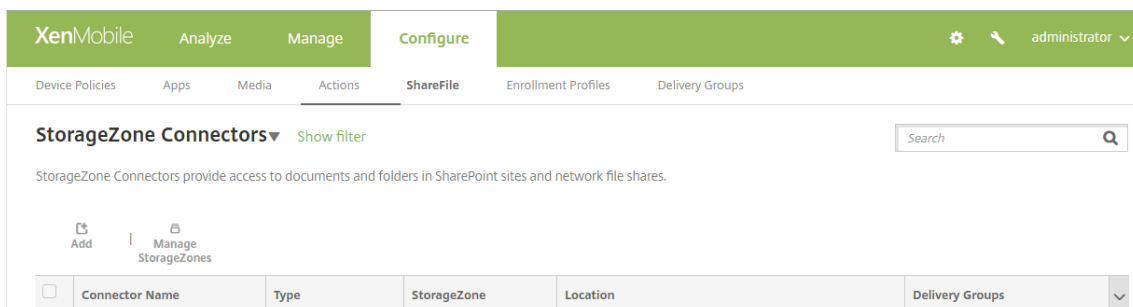 XenMobile Analyze Manage Configure administrator
Device Policies Apps Media Actions ShareFile Enrollment Profiles Delivery Groups
StorageZone Connectors Show filter Search
StorageZone Connectors provide access to documents and folders in SharePoint sites and network file shares.
Add | Manage
StorageZones
Connector Name Type StorageZone Location Delivery Groups